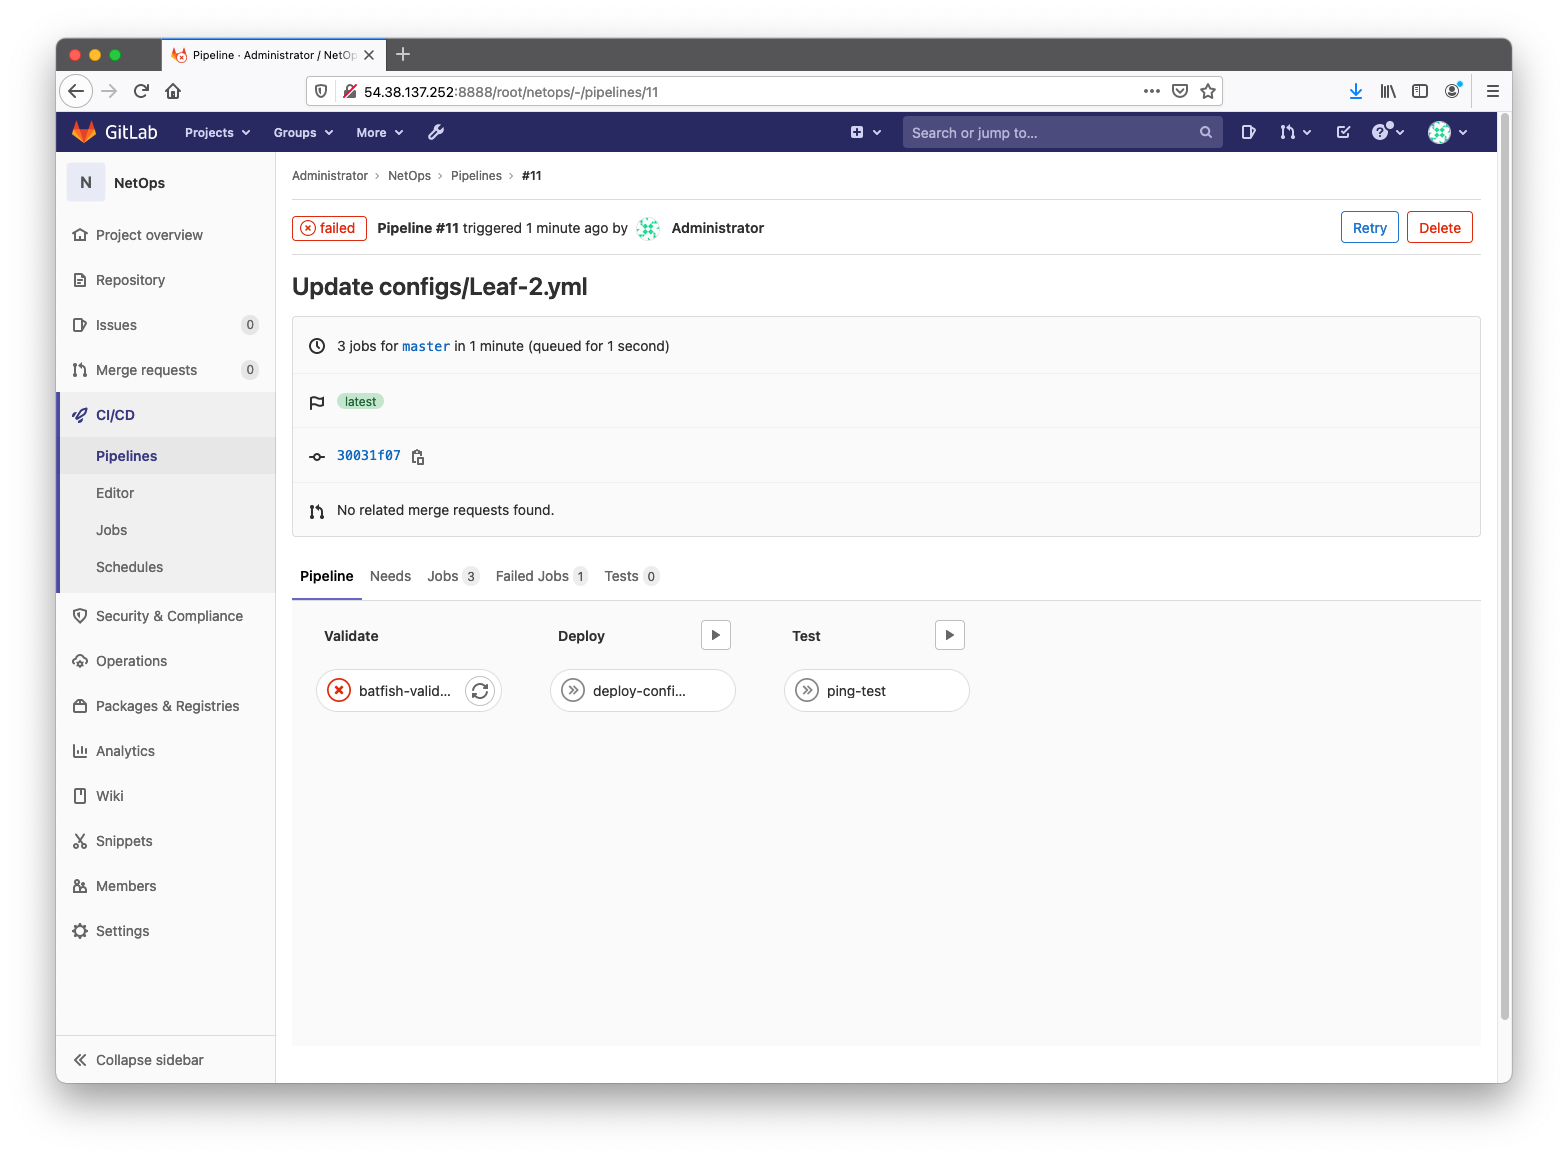 Pipeline · Administrator / NetOp
54.38.137.252:8888/root/netops/-/pipelines/11
GitLab Projects Groups More Search or jump to...
N NetOps
Project overview
Repository
Issues 0
Merge requests 0
CI/CD
Pipelines
Editor
Jobs
Schedules
Security & Compliance
Operations
Packages & Registries
Analytics
Wiki
Snippets
Members
Settings
Collapse sidebar
Administrator › NetOps › Pipelines › #11
failed Pipeline #11 triggered 1 minute ago by Administrator Retry Delete
Update configs/Leaf-2.yml
3 jobs for master in 1 minute (queued for 1 second)
latest
30031f07
No related merge requests found.
Pipeline Needs Jobs 3 Failed Jobs 1 Tests 0
Validate Deploy Test
batfish-valid... deploy-confi... ping-test